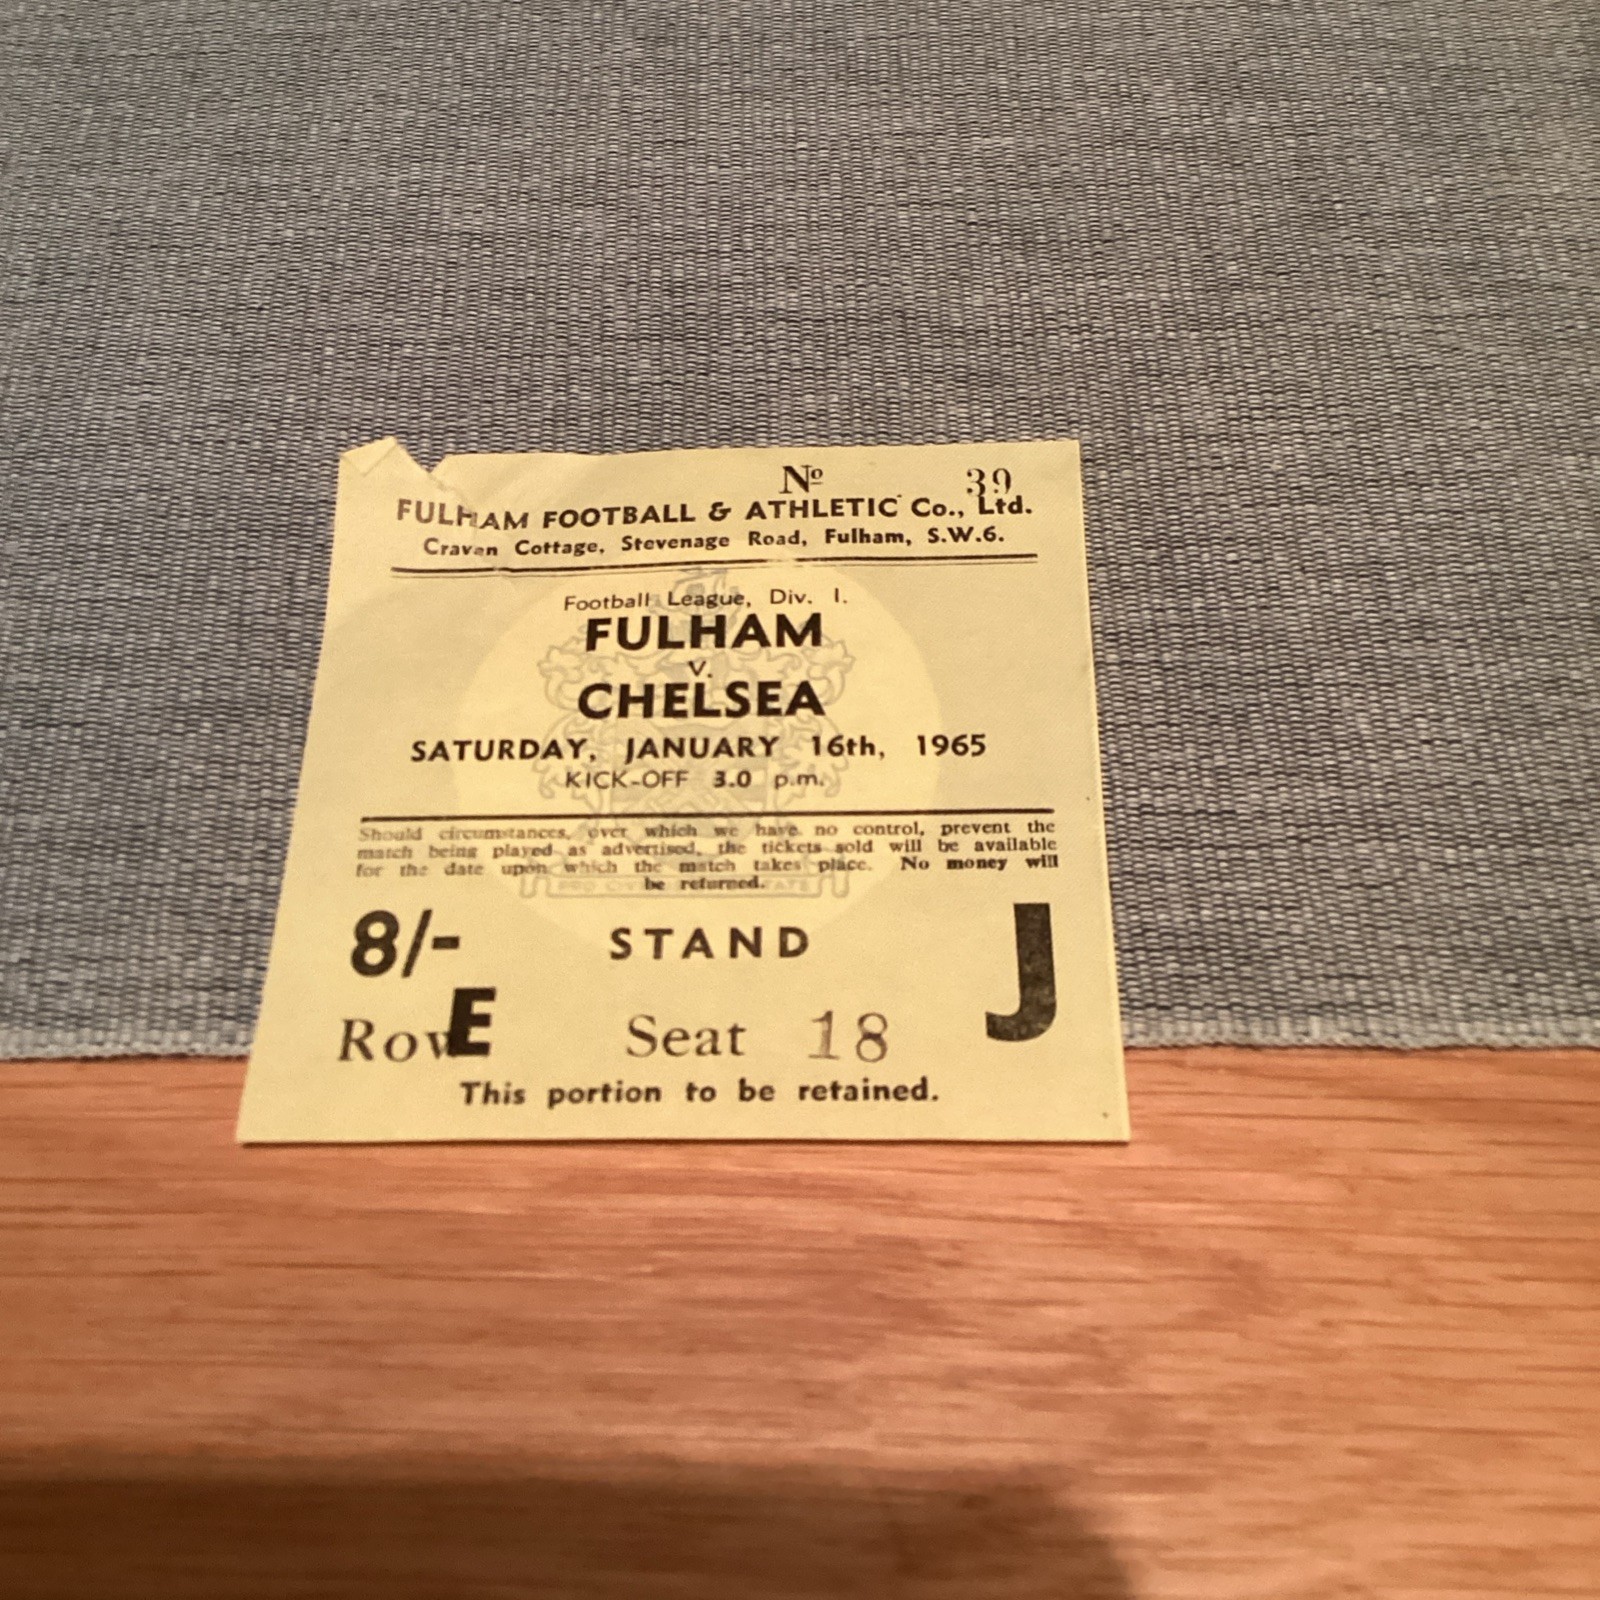 Nº 39
FULHAM FOOTBALL & ATHLETIC Co., Ltd.
Craven Cottage, Stevenage Road, Fulham, S.W.6.
Football League, Div. I.
FULHAM
v.
CHELSEA
SATURDAY, JANUARY 16th, 1965
KICK-OFF 3.0 p.m.
Should circumstances, over which we have no control, prevent the
match being played as advertised, the tickets sold will be available
for the date upon which the match takes place. No money will
be returned.
8/- STAND J
Row E Seat 18
This portion to be retained.